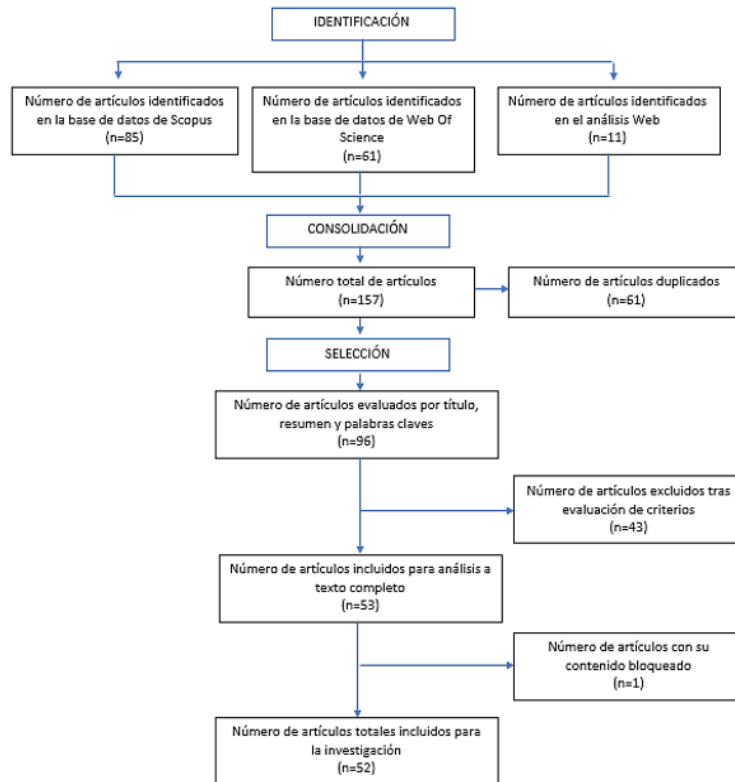 IDENTIFICACIÓN
Número de artículos identificados
en la base de datos de Scopus
(n=85)
Número de artículos identificados
en la base de datos de Web Of
Science
(n=61)
Número de artículos identificados
en el análisis Web
(n=11)
CONSOLIDACIÓN
Número total de artículos
(n=157)
Número de artículos duplicados
(n=61)
SELECCIÓN
Número de artículos evaluados por título,
resumen y palabras claves
(n=96)
Número de artículos excluidos tras
evaluación de criterios
(n=43)
Número de artículos incluidos para análisis a
texto completo
(n=53)
Número de artículos con su
contenido bloqueado
(n=1)
Número de artículos totales incluidos para
la investigación
(n=52)